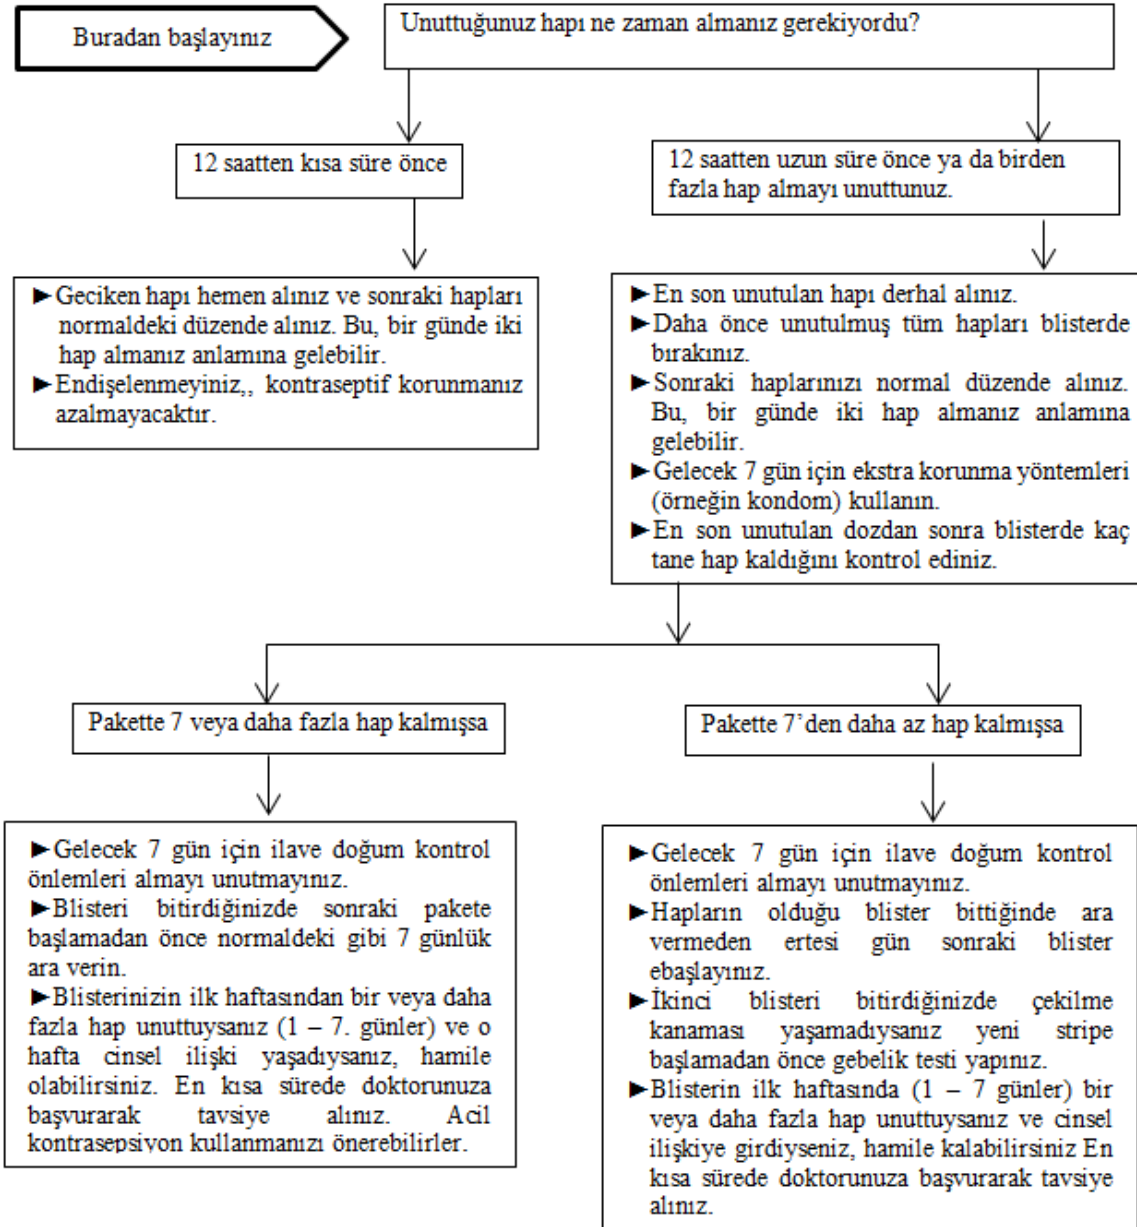 Buradan başlayınız
Unuttuğunuz hapı ne zaman almanız gerekiyordu?
12 saatten kısa süre önce
12 saatten uzun süre önce ya da birden
fazla hap almayı unuttunuz.
►Geciken hapı hemen alınız ve sonraki hapları
normaldeki düzende alınız. Bu, bir günde iki
hap almanız anlamına gelebilir.
►Endişelenmeyiniz,, kontraseptif korunmanız
azalmayacaktır.
►En son unutulan hapı derhal alınız.
►Daha önce unutulmuş tüm hapları blisterde
bırakınız.
►Sonraki haplarınızı normal düzende alınız.
Bu, bir günde iki hap almanız anlamına
gelebilir.
►Gelecek 7 gün için ekstra korunma yöntemleri
(örneğin kondom) kullanın.
►En son unutulan dozdan sonra blisterde kaç
tane hap kaldığını kontrol ediniz.
Pakette 7 veya daha fazla hap kalmışsa
Pakette 7’den daha az hap kalmışsa
►Gelecek 7 gün için ilave doğum kontrol
önlemleri almayı unutmayınız.
►Blisteri bitirdiğinizde sonraki pakete
başlamadan önce normaldeki gibi 7 günlük
ara verin.
►Blisterinizin ilk haftasından bir veya daha
fazla hap unuttuysanız (1 – 7. günler) ve o
hafta cinsel ilişki yaşadıysanız, hamile
olabilirsiniz. En kısa sürede doktorunuza
başvurarak tavsiye alınız. Acil
kontrasepsiyon kullanmanızı önerebilirler.
►Gelecek 7 gün için ilave doğum kontrol
önlemleri almayı unutmayınız.
►Hapların olduğu blister bittiğinde ara
vermeden ertesi gün sonraki blister
ebaşlayınız.
►İkinci blisteri bitirdiğinizde çekilme
kanaması yaşamadıysanız yeni stripe
başlamadan önce gebelik testi yapınız.
►Blisterin ilk haftasında (1 – 7 günler) bir
veya daha fazla hap unuttuysanız ve cinsel
ilişkiye girdiyseniz, hamile kalabilirsiniz En
kısa sürede doktorunuza başvurarak tavsiye
alınız.